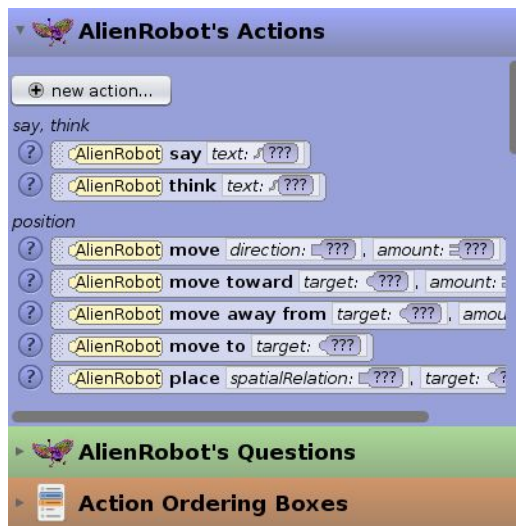 AlienRobot's Actions
new action...
say, think
? AlienRobot say text: ???
? AlienRobot think text: ???
position
? AlienRobot move direction: ??? , amount: ???
? AlienRobot move toward target: ??? , amount:
? AlienRobot move away from target: ??? , amou
? AlienRobot move to target: ???
? AlienRobot place spatialRelation: ??? , target: ?
AlienRobot's Questions
Action Ordering Boxes